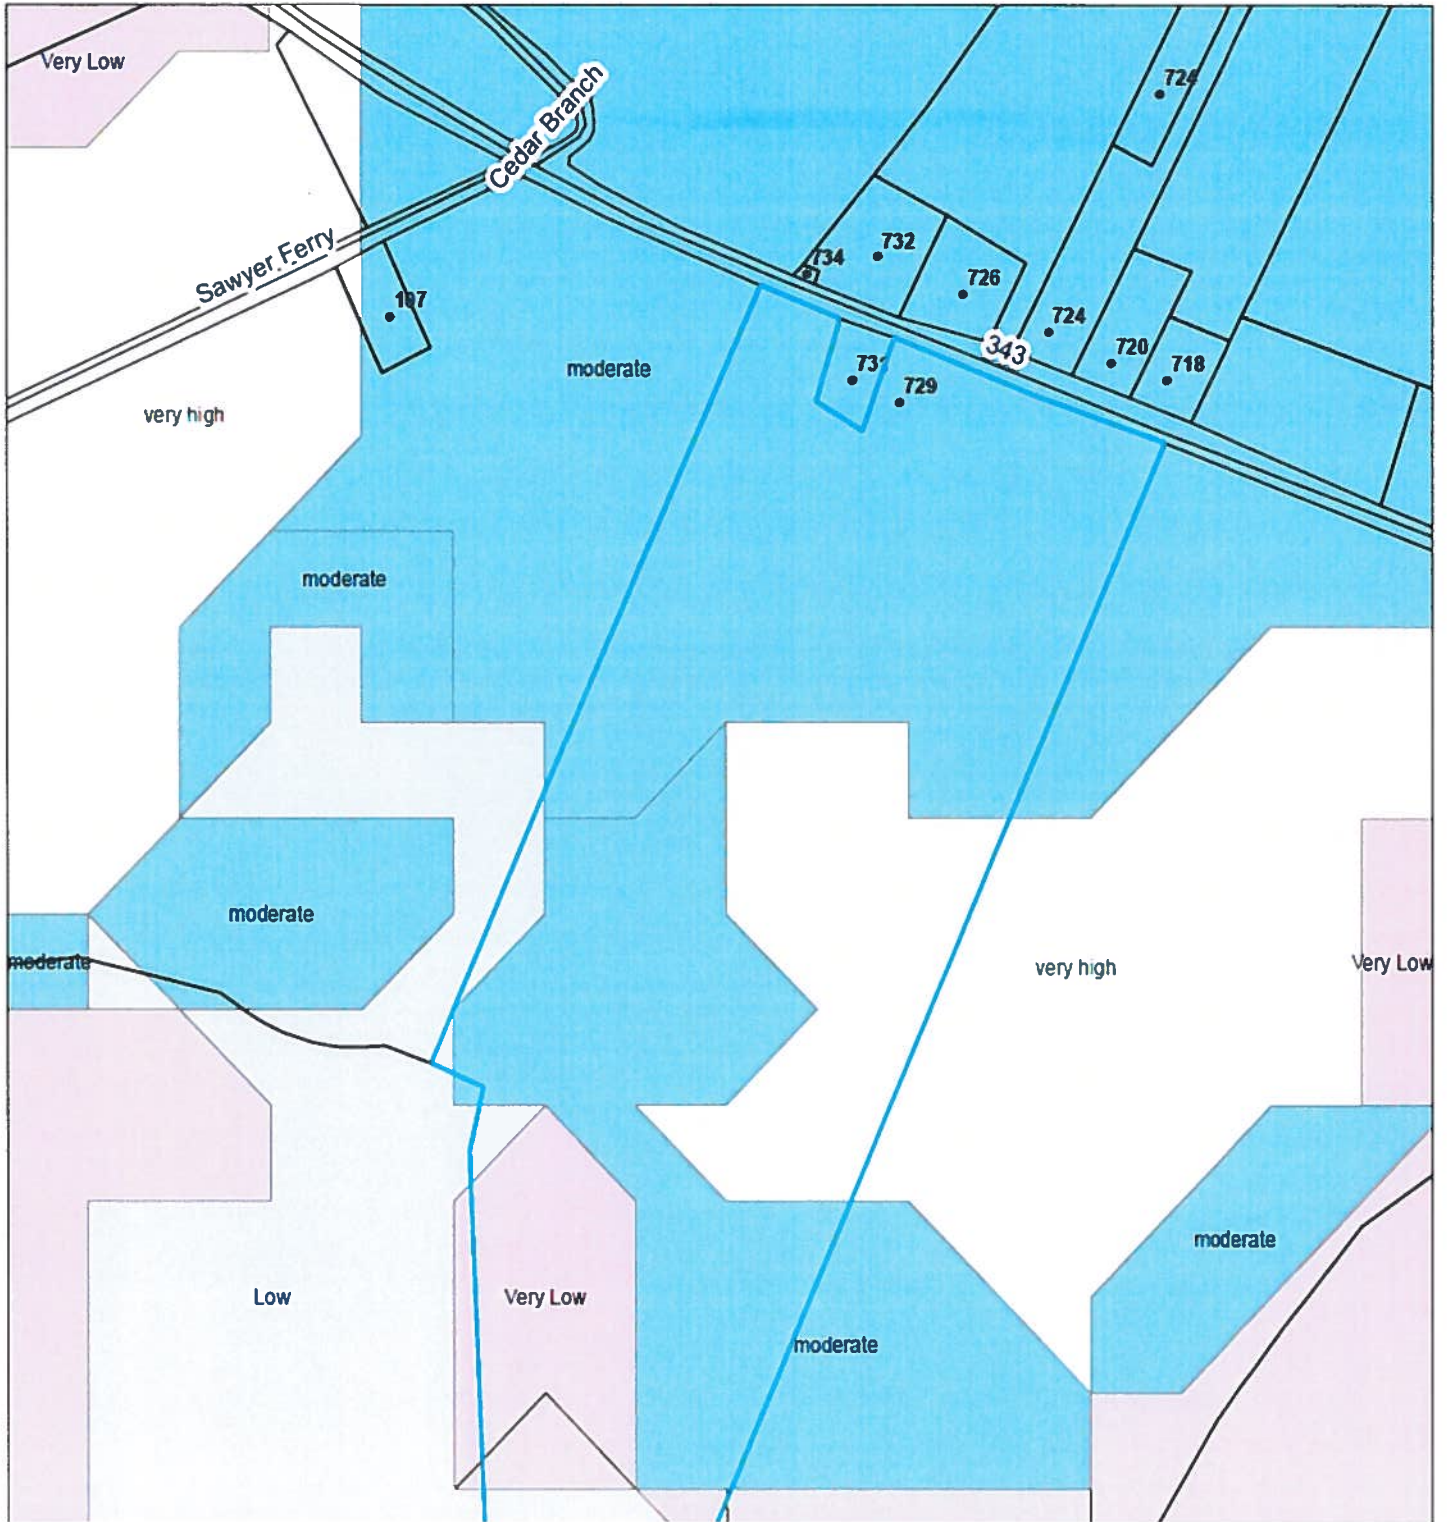 Very Low
724
Cedar Branch
732
734
Sawyer Ferry
726
197
724
343
720
718
moderate
729
very high
moderate
moderate
moderate
very high
Very Low
moderate
Low
Very Low
moderate